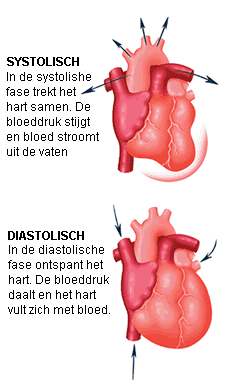 SYSTOLISCH
In de systolishe
fase trekt het
hart samen. De
bloeddruk stijgt
en bloed stroomt
uit de vaten
DIASTOLISCH
In de diastolische
fase ontspant het
hart. De bloeddruk
daalt en het hart
vult zich met bloed.